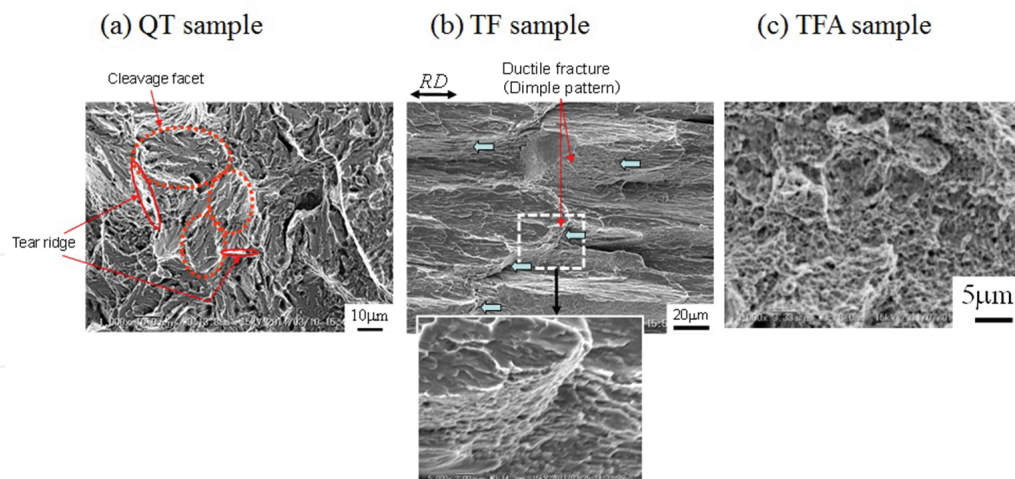 (a) QT sample
(b) TF sample
(c) TFA sample
Cleavage facet
RD
Ductile fracture
(Dimple pattern)
Tear ridge
10μm
20μm
5μm